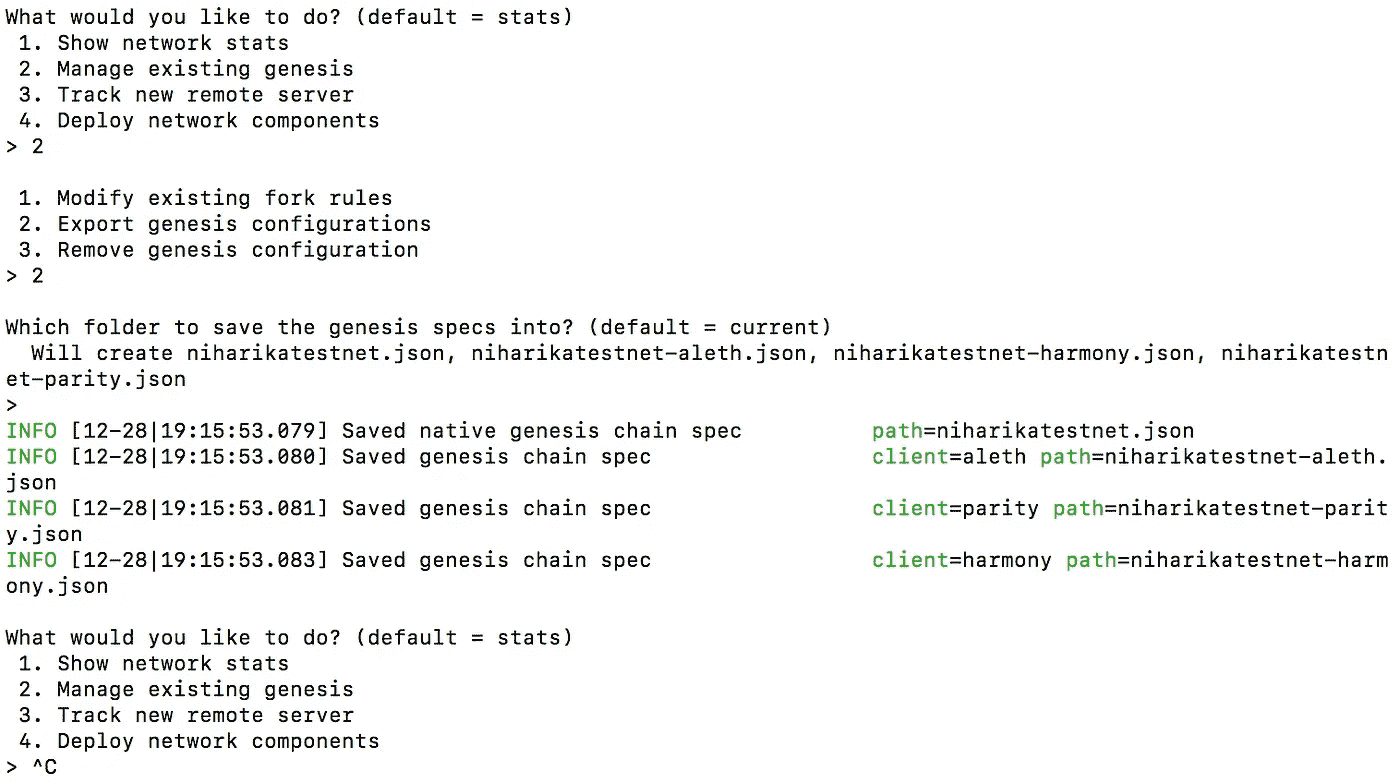 What would you like to do? (default = stats)
 1. Show network stats
 2. Manage existing genesis
 3. Track new remote server
 4. Deploy network components
> 2

 1. Modify existing fork rules
 2. Export genesis configurations
 3. Remove genesis configuration
> 2

Which folder to save the genesis specs into? (default = current)
  Will create niharikatestnet.json, niharikatestnet-aleth.json, niharikatestnet-harmony.json, niharikatestn
et-parity.json
>
INFO [12-28|19:15:53.079] Saved native genesis chain spec          path=niharikatestnet.json
INFO [12-28|19:15:53.080] Saved genesis chain spec                 client=aleth path=niharikatestnet-aleth.
json
INFO [12-28|19:15:53.081] Saved genesis chain spec                 client=parity path=niharikatestnet-parit
y.json
INFO [12-28|19:15:53.083] Saved genesis chain spec                 client=harmony path=niharikatestnet-harm
ony.json

What would you like to do? (default = stats)
 1. Show network stats
 2. Manage existing genesis
 3. Track new remote server
 4. Deploy network components
> ^C